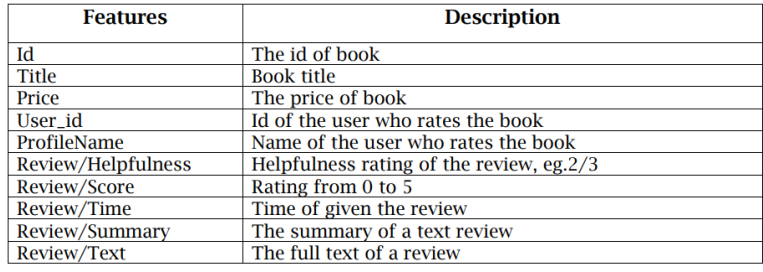 Features Description
Id The id of book
Title Book title
Price The price of book
User_id Id of the user who rates the book
ProfileName Name of the user who rates the book
Review/Helpfulness Helpfulness rating of the review, eg.2/3
Review/Score Rating from 0 to 5
Review/Time Time of given the review
Review/Summary The summary of a text review
Review/Text The full text of a review